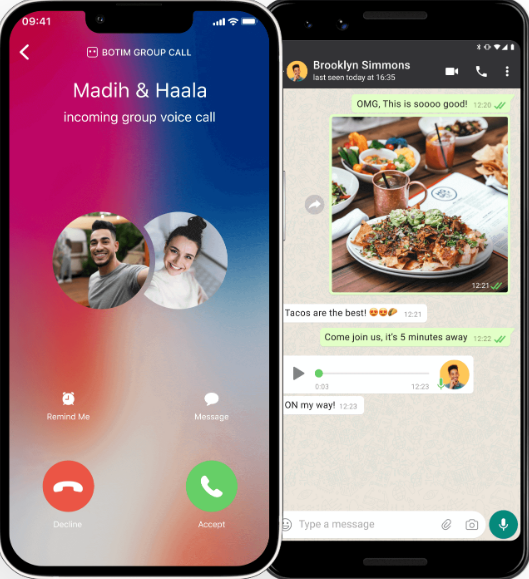 09:41
BOTIM GROUP CALL
Madih & Haala
incoming group voice call
Remind Me
Message
Decline
Accept
Brooklyn Simmons
last seen today at 16:35
OMG, This is soooo good! 12:20
12:21
Tacos are the best! 😍😍🌮 12:21
Come join us, it's 5 minutes away 12:22
0:03 12:23
ON my way! 12:23
Type a message